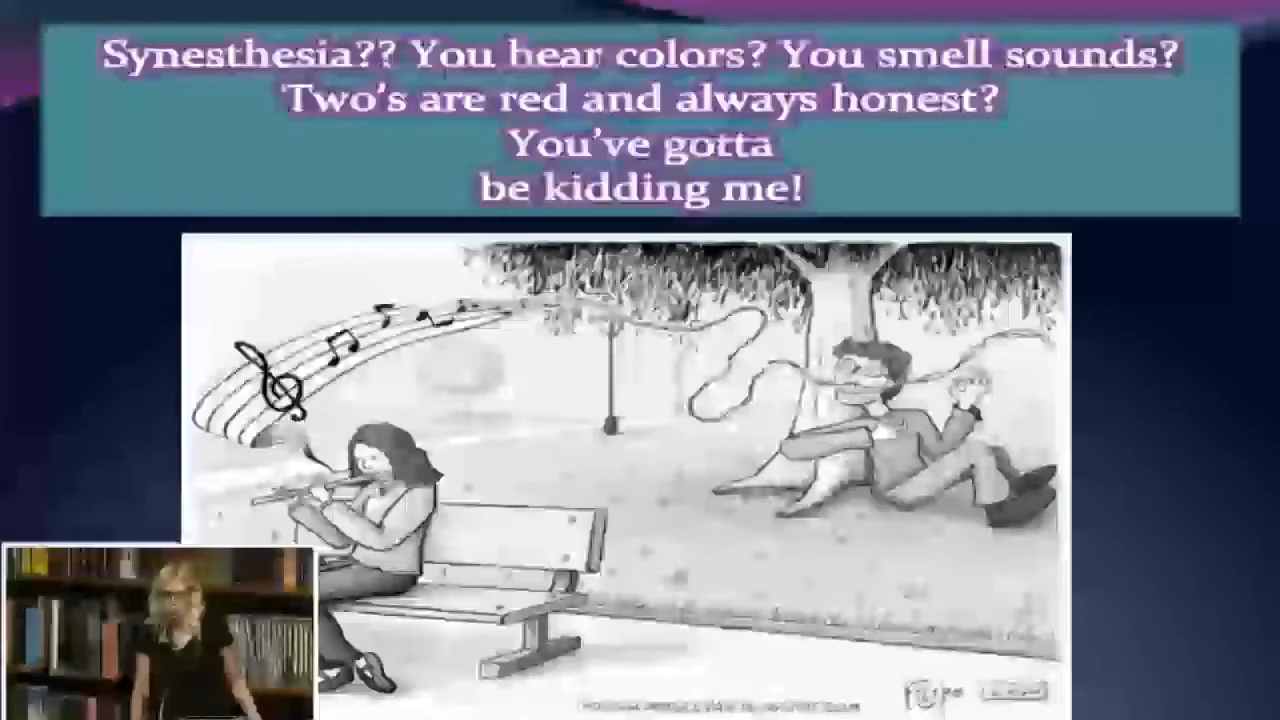 Synesthesia?? You hear colors? You smell sounds?
Two's are red and always honest?
You've gotta
be kidding me!